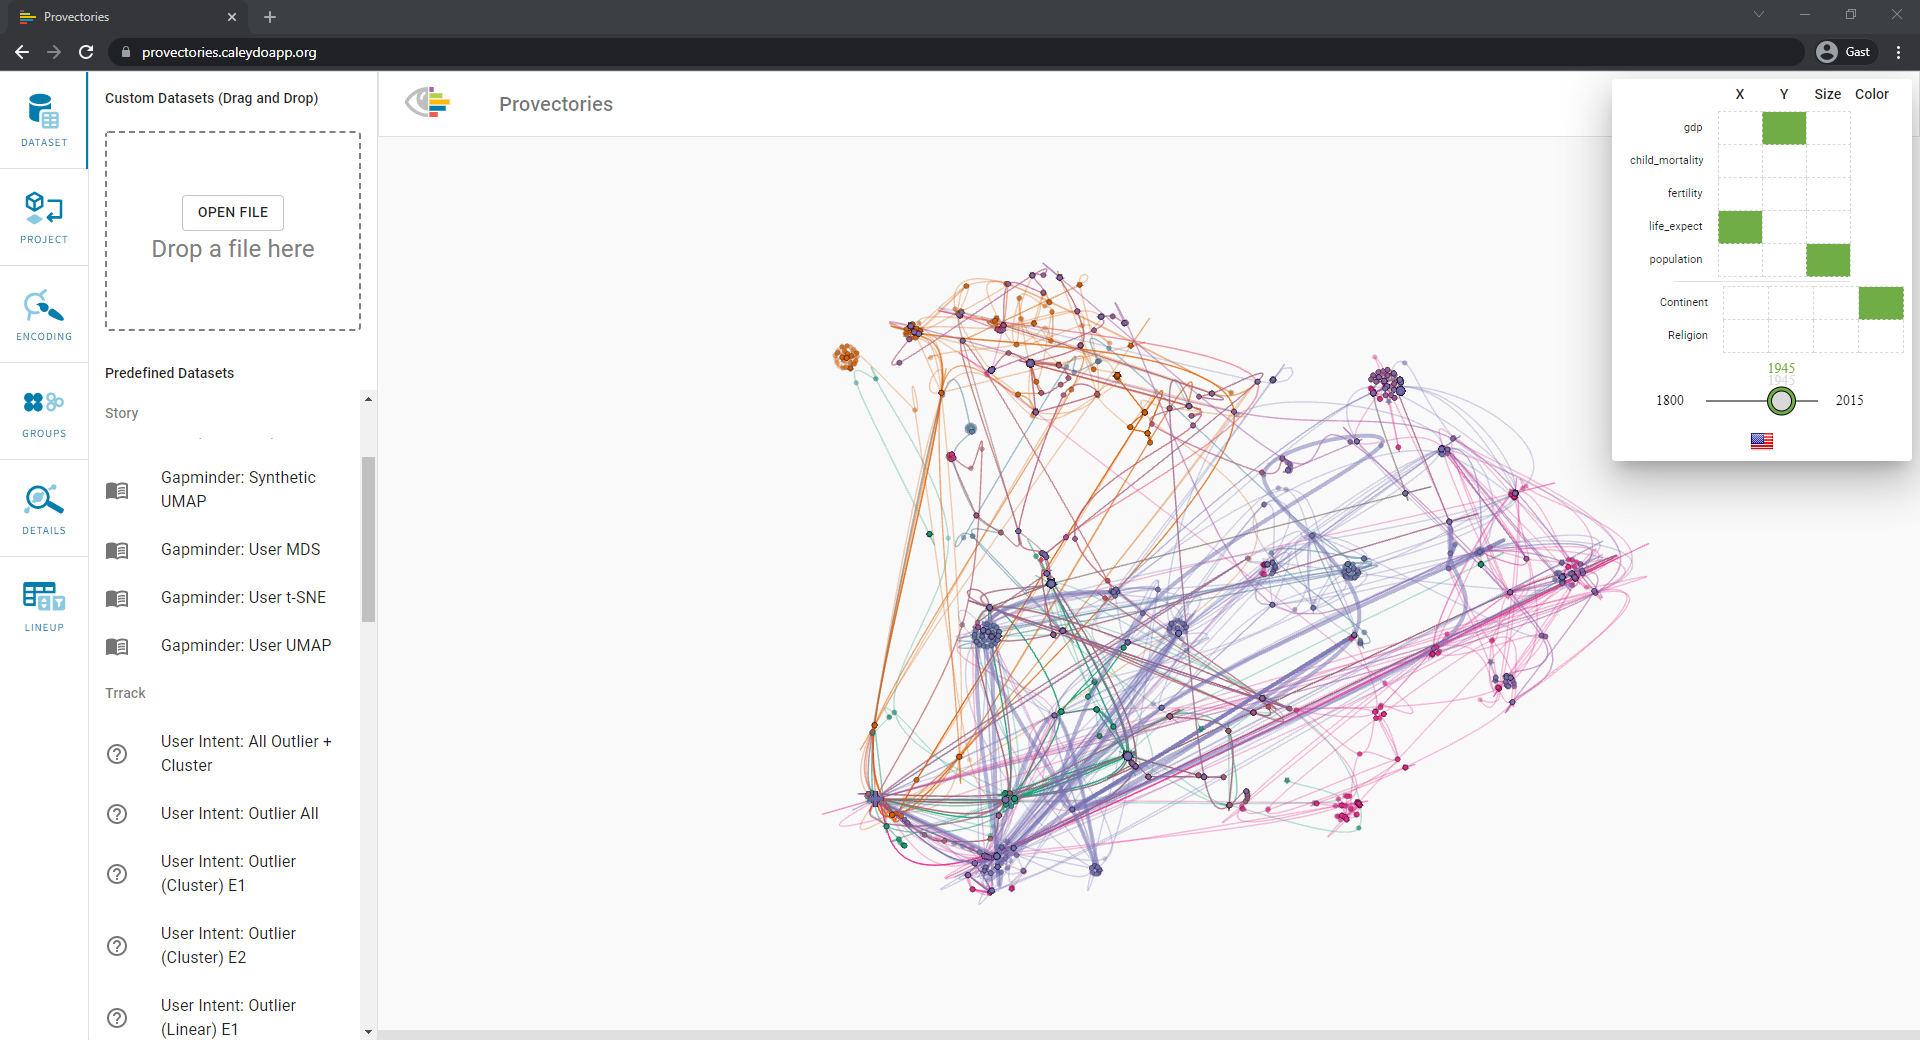 Provectories
provectories.caleydoapp.org
Gast
DATASET
PROJECT
ENCODING
GROUPS
DETAILS
LINEUP
Custom Datasets (Drag and Drop)
OPEN FILE
Drop a file here
Predefined Datasets
Story
Gapminder: Synthetic
UMAP
Gapminder: User MDS
Gapminder: User t-SNE
Gapminder: User UMAP
Trrack
User Intent: All Outlier +
Cluster
User Intent: Outlier All
User Intent: Outlier
(Cluster) E1
User Intent: Outlier
(Cluster) E2
User Intent: Outlier
(Linear) E1
Provectories
X Y Size Color
gdp
child_mortality
fertility
life_expect
population
Continent
Religion
1945
1945
1800 2015